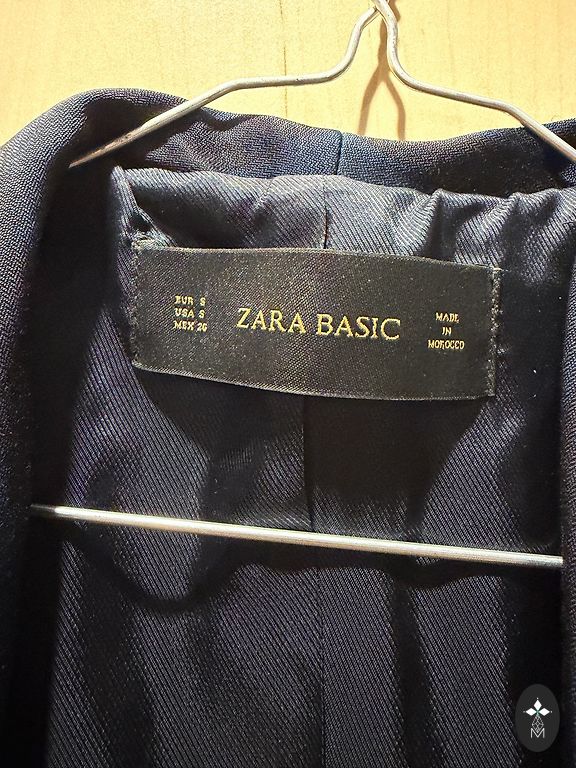 EUR S
USA S
MEX 26
ZARA BASIC
MADE
IN
MOROCCO
M